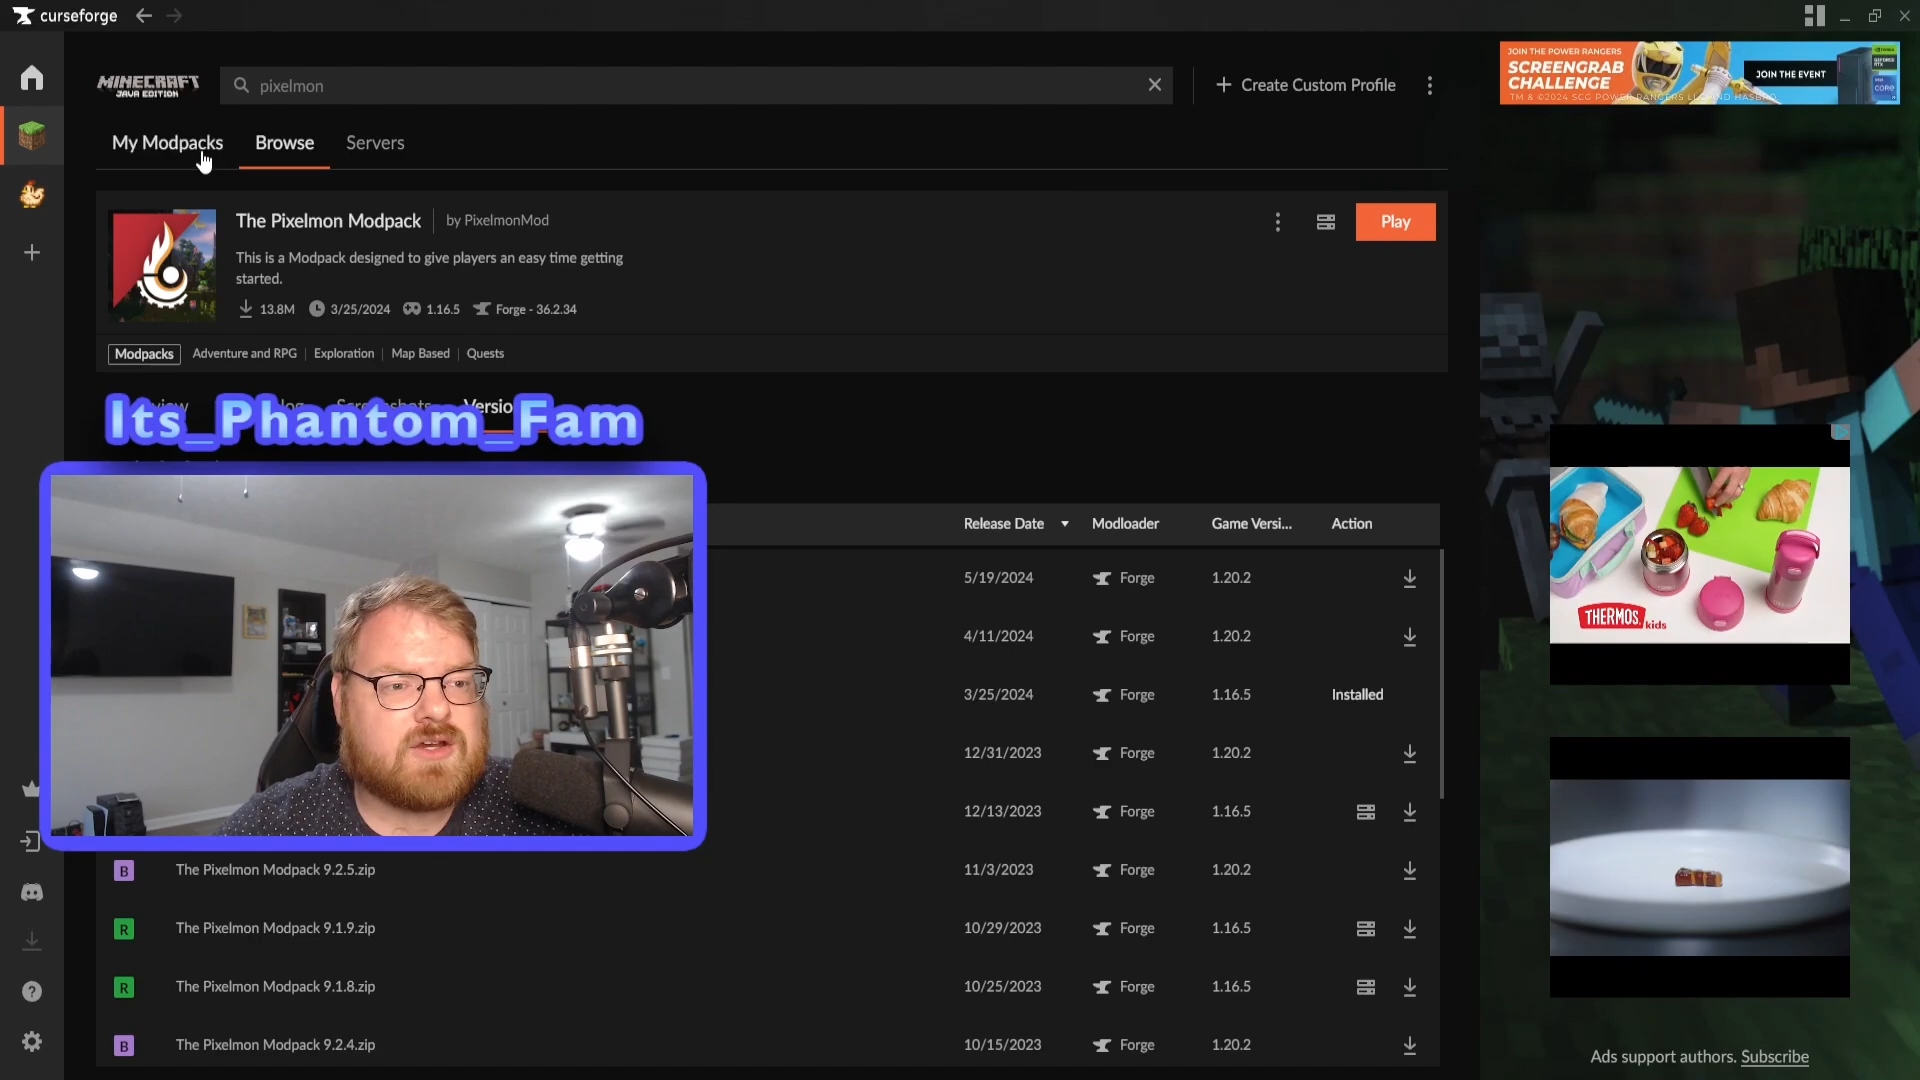 curseforge
MINECRAFT
JAVA EDITION
pixelmon
Create Custom Profile
JOIN THE POWER RANGERS
SCREENGRAB
CHALLENGE
JOIN THE EVENT
My Modpacks
Browse
Servers
The Pixelmon Modpack
by PixelmonMod
Play
This is a Modpack designed to give players an easy time getting
started.
13.8M
3/25/2024
1.16.5
Forge - 36.2.34
Modpacks
Adventure and RPG
Exploration
Map Based
Quests
Its_Phantom_Fam
Release Date
Modloader
Game Versi...
Action
5/19/2024 Forge 1.20.2
4/11/2024 Forge 1.20.2
3/25/2024 Forge 1.16.5 Installed
12/31/2023 Forge 1.20.2
12/13/2023 Forge 1.16.5
B The Pixelmon Modpack 9.2.5.zip 11/3/2023 Forge 1.20.2
R The Pixelmon Modpack 9.1.9.zip 10/29/2023 Forge 1.16.5
R The Pixelmon Modpack 9.1.8.zip 10/25/2023 Forge 1.16.5
B The Pixelmon Modpack 9.2.4.zip 10/15/2023 Forge 1.20.2
THERMOS
kids
Ads support authors. Subscribe